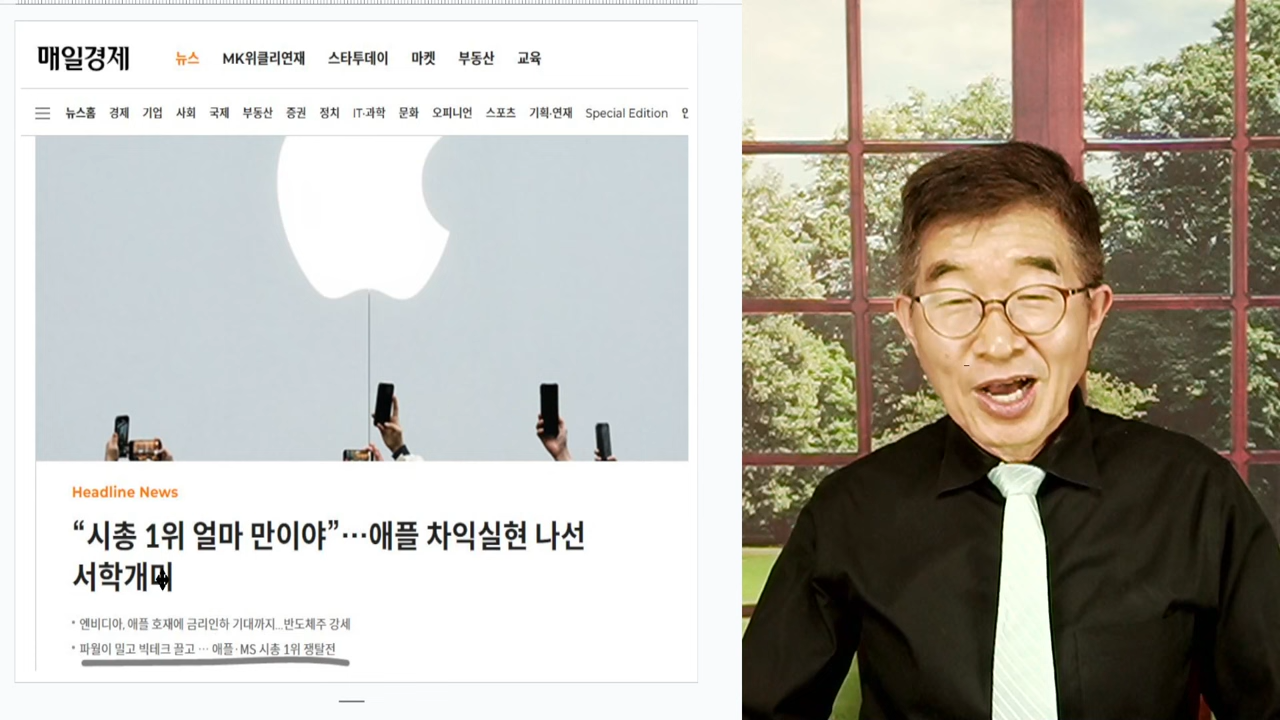 매일경제
뉴스 MK위클리연재 스타투데이 마켓 부동산 교육
뉴스홈 경제 기업 사회 국제 부동산 증권 정치 IT·과학 문화 오피니언 스포츠 기획·연재 Special Edition
Headline News
“시총 1위 얼마 만이야”…애플 차익실현 나선
서학개미
• 엔비디아, 애플 호재에 금리인하 기대까지...반도체주 강세
• 파월이 밀고 빅테크 끌고 … 애플·MS 시총 1위 쟁탈전